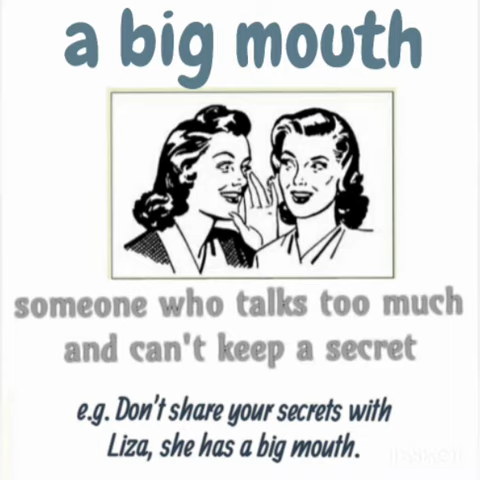 a big mouth
someone who talks too much
and can't keep a secret
e.g. Don't share your secrets with
Liza, she has a big mouth.